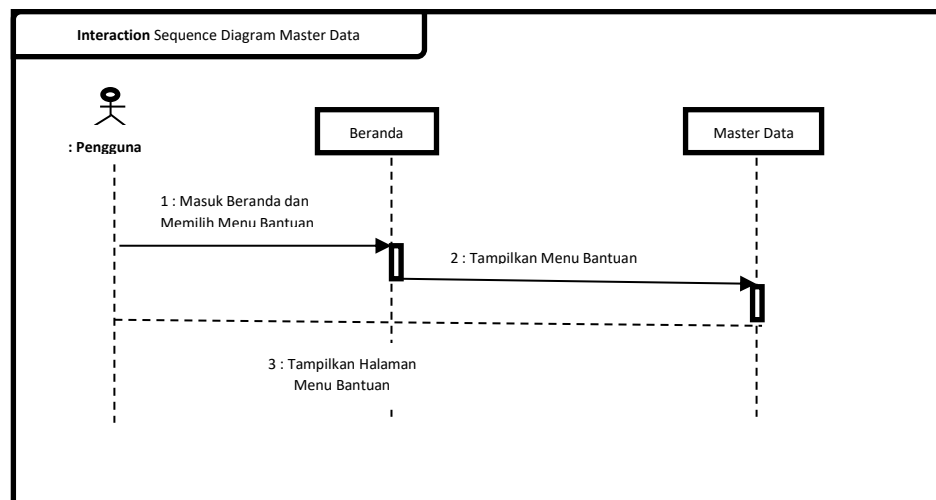 Interaction Sequence Diagram Master Data
: Pengguna
Beranda
Master Data
1 : Masuk Beranda dan
Memilih Menu Bantuan
2 : Tampilkan Menu Bantuan
3 : Tampilkan Halaman
Menu Bantuan